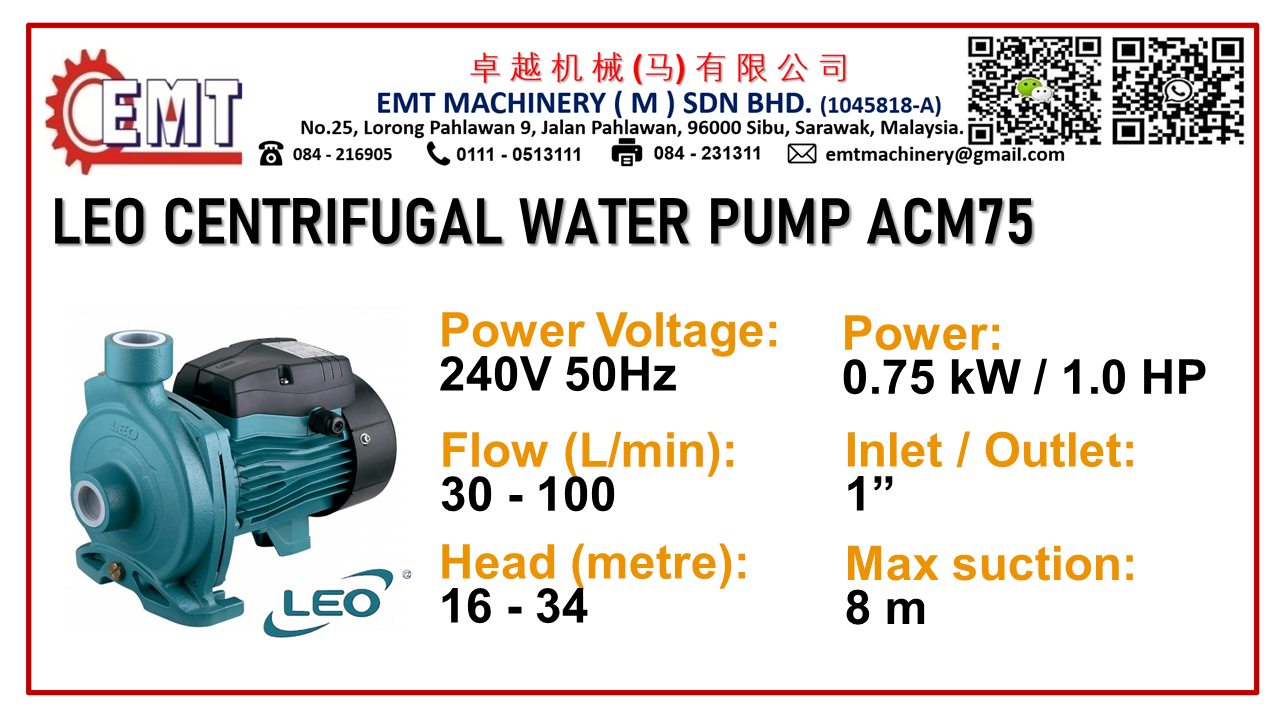 EMT
卓越机械(马)有限公司
EMT MACHINERY ( M ) SDN BHD. (1045818-A)
No.25, Lorong Pahlawan 9, Jalan Pahlawan, 96000 Sibu, Sarawak, Malaysia.
084 - 216905 0111 - 0513111 084 - 231311 emtmachinery@gmail.com
LEO CENTRIFUGAL WATER PUMP ACM75
Power Voltage:
240V 50Hz
Power:
0.75 kW / 1.0 HP
Flow (L/min):
30 - 100
Inlet / Outlet:
1”
Head (metre):
16 - 34
Max suction:
8 m
LEO
LEO
LEO ®